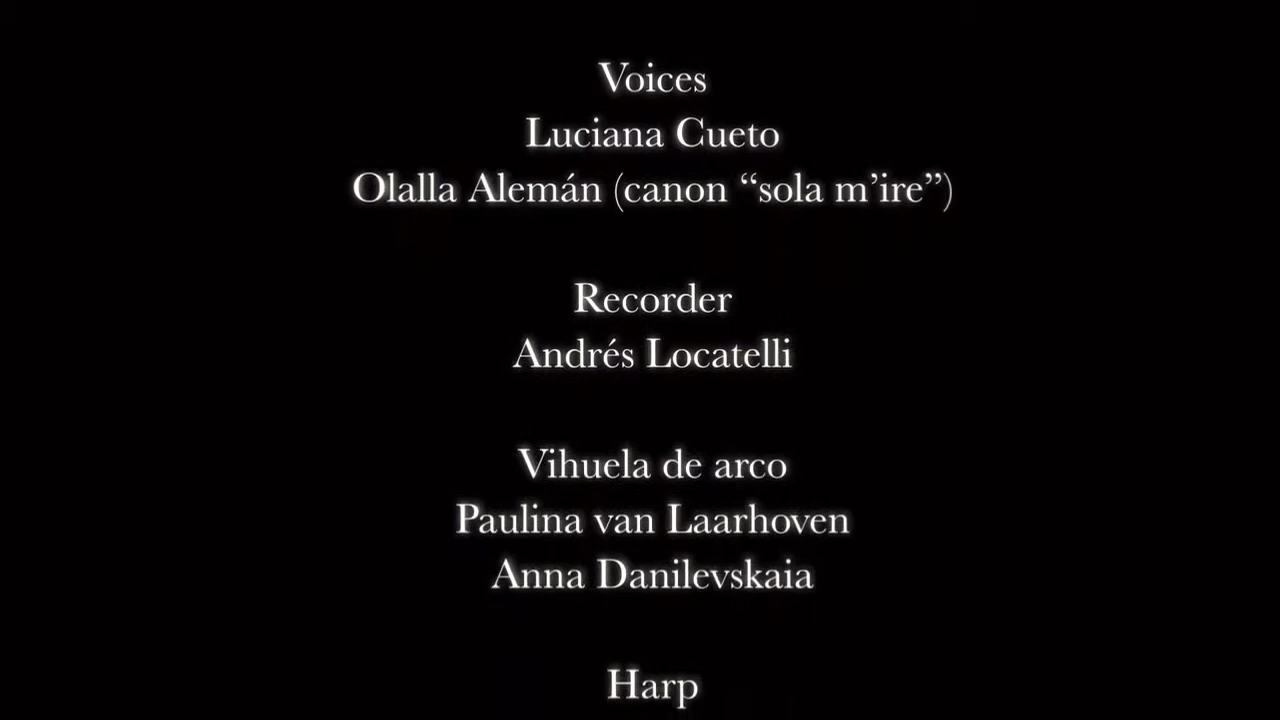 Voices
Luciana Cueto
Olalla Alemán (canon “sola m’ire”)
Recorder
Andrés Locatelli
Vihuela de arco
Paulina van Laarhoven
Anna Danilevskaia
Harp